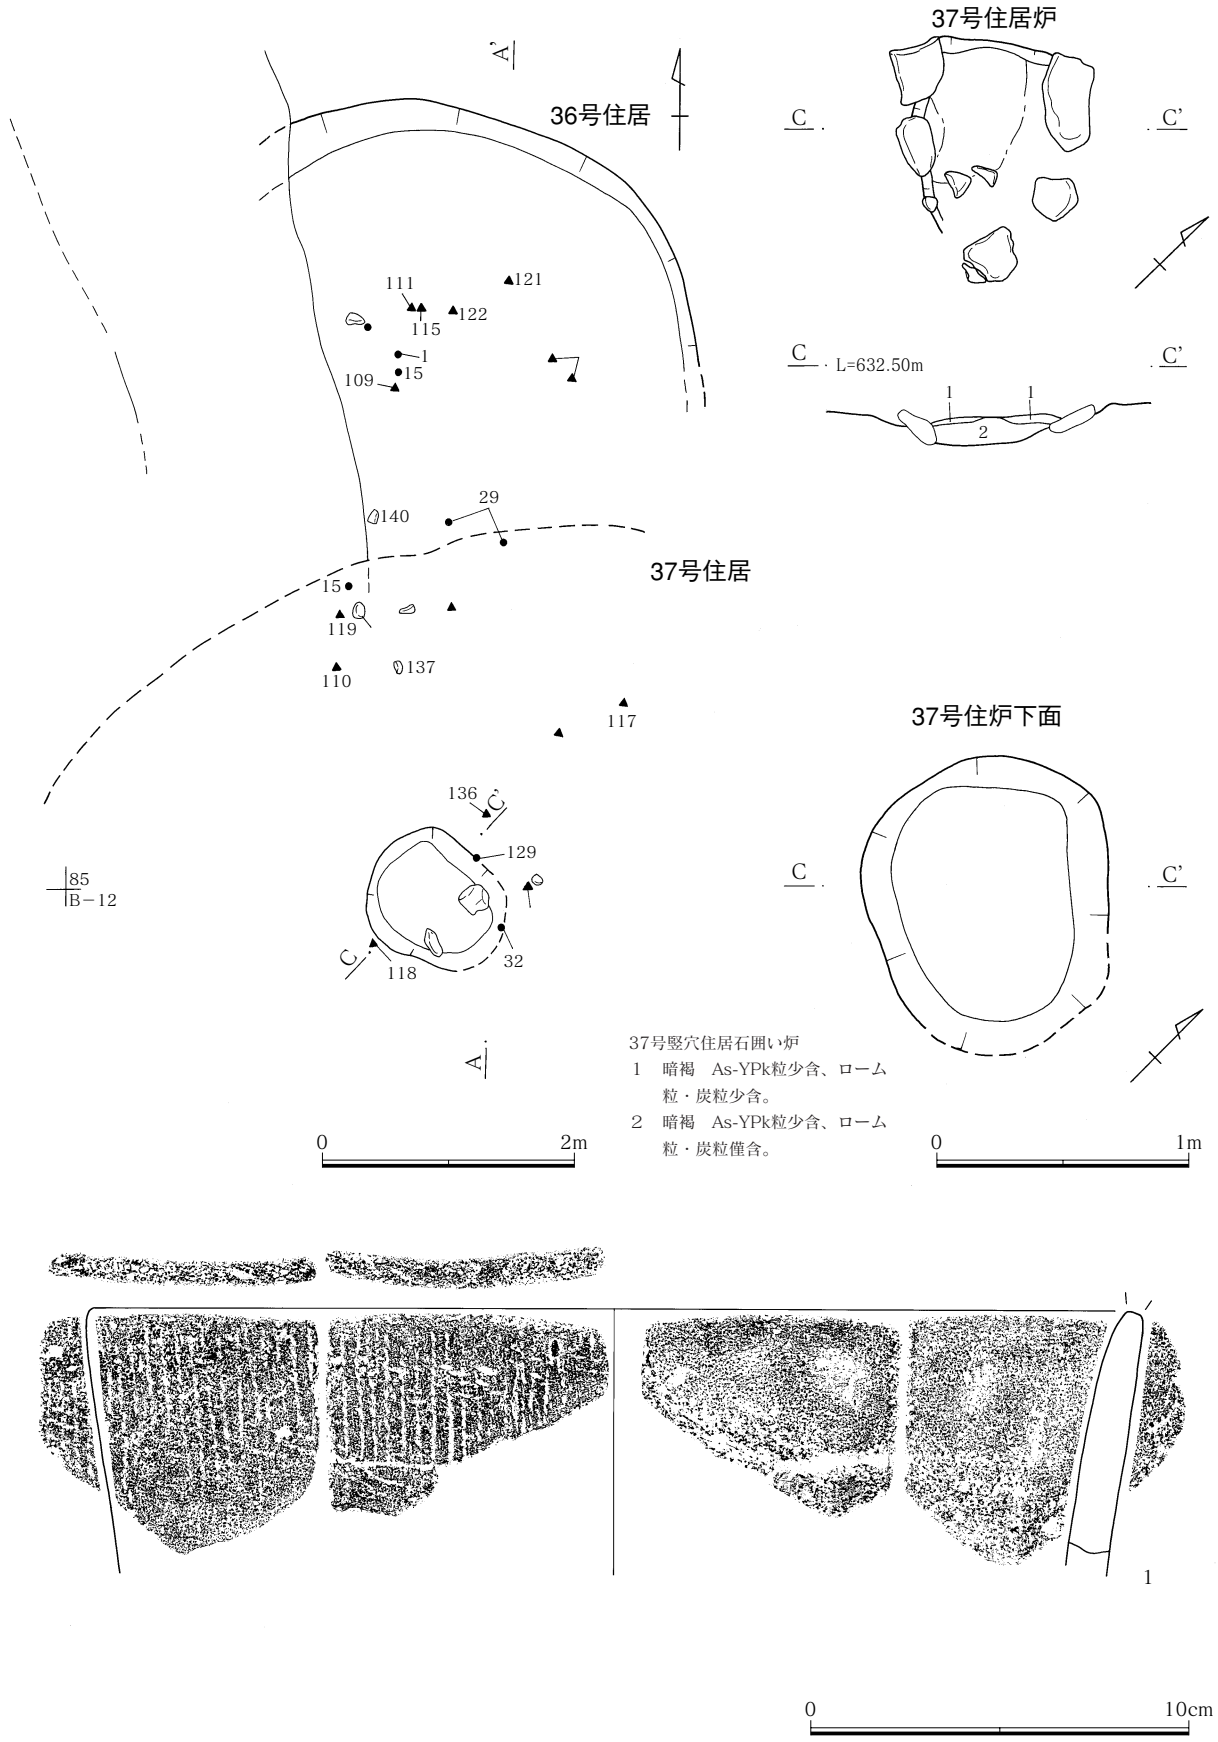 37号住居炉
A'
36号住居
C
C'
121
111
122
115
1
15
109
C
L=632.50m
C'
1
1
2
29
140
37号住居
15
119
137
110
117
37号住炉下面
136
C'
129
85
B−12
C
C'
C
118
32
A
37号竪穴住居石囲い炉
1 暗褐 As-YPk粒少含、ローム
粒・炭粒少含。
2 暗褐 As-YPk粒少含、ローム
粒・炭粒僅含。
0 2m
0 1m
1
0 10cm